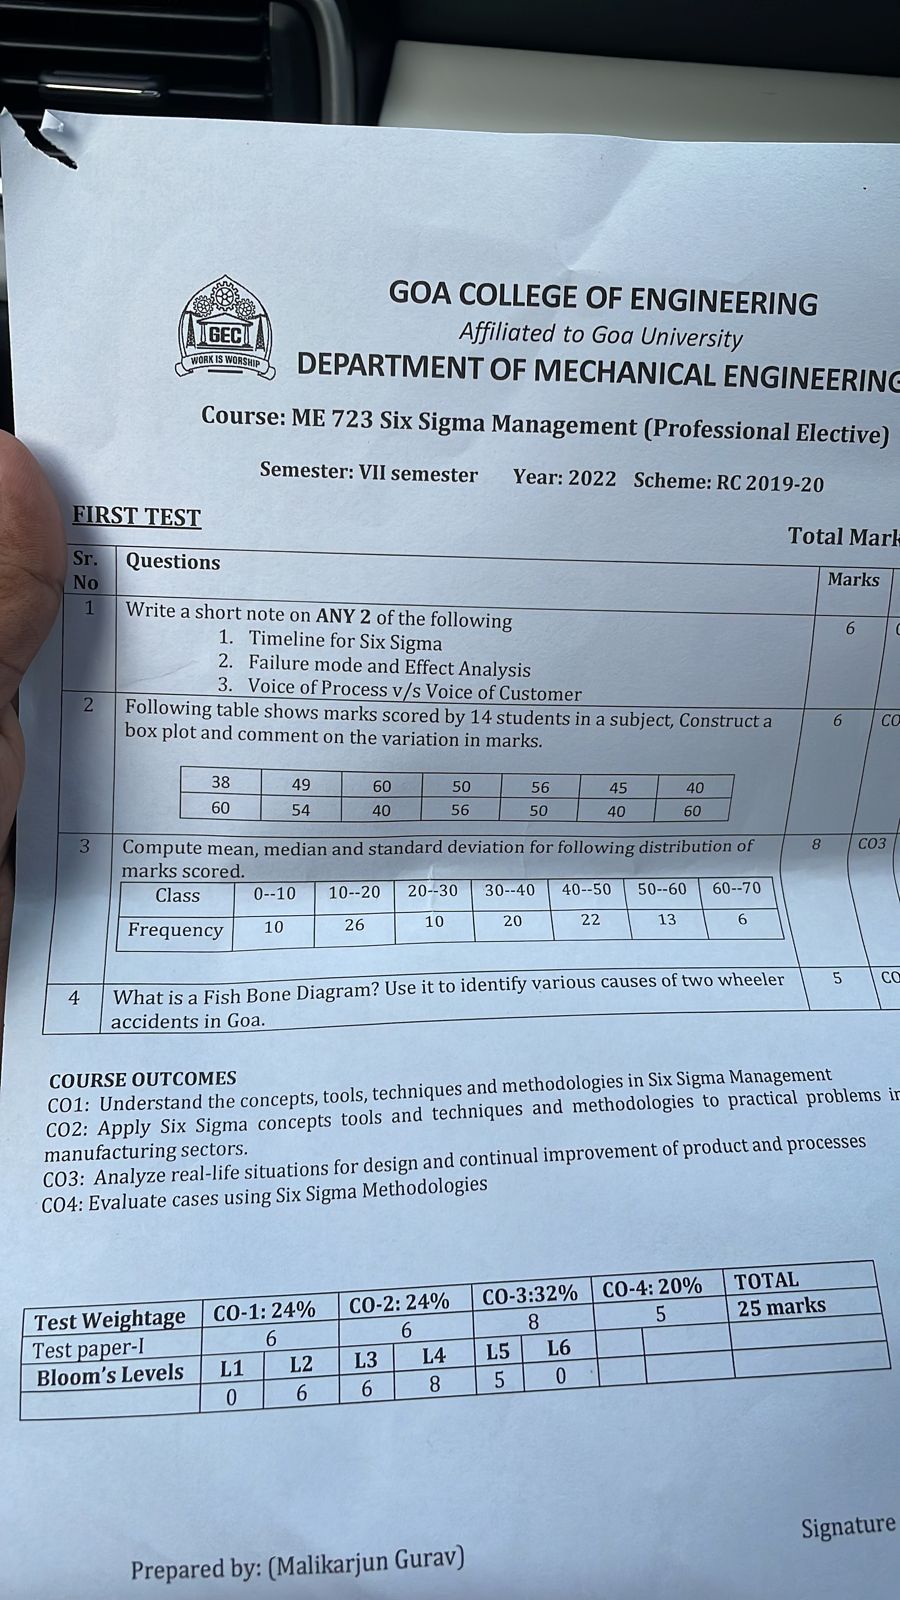 GEC
WORK IS WORSHIP
GOA COLLEGE OF ENGINEERING
Affiliated to Goa University
DEPARTMENT OF MECHANICAL ENGINEERING
Course: ME 723 Six Sigma Management (Professional Elective)
Semester: VII semester Year: 2022 Scheme: RC 2019-20
FIRST TEST
Total Mark
Sr. No Questions Marks
1 Write a short note on ANY 2 of the following 6
1. Timeline for Six Sigma
2. Failure mode and Effect Analysis
3. Voice of Process v/s Voice of Customer
2 Following table shows marks scored by 14 students in a subject, Construct a 6 CO
box plot and comment on the variation in marks.
38 49 60 50 56 45 40
60 54 40 56 50 40 60
3 Compute mean, median and standard deviation for following distribution of 8 CO3
marks scored.
Class 0--10 10--20 20--30 30--40 40--50 50--60 60--70
Frequency 10 26 10 20 22 13 6
4 What is a Fish Bone Diagram? Use it to identify various causes of two wheeler 5 CO
accidents in Goa.
COURSE OUTCOMES
CO1: Understand the concepts, tools, techniques and methodologies in Six Sigma Management
CO2: Apply Six Sigma concepts tools and techniques and methodologies to practical problems in
manufacturing sectors.
CO3: Analyze real-life situations for design and continual improvement of product and processes
CO4: Evaluate cases using Six Sigma Methodologies
Test Weightage CO-1: 24% CO-2: 24% CO-3:32% CO-4: 20% TOTAL
Test paper-I 6 6 8 5 25 marks
Bloom's Levels L1 L2 L3 L4 L5 L6
0 6 6 8 5 0
Signature
Prepared by: (Malikarjun Gurav)